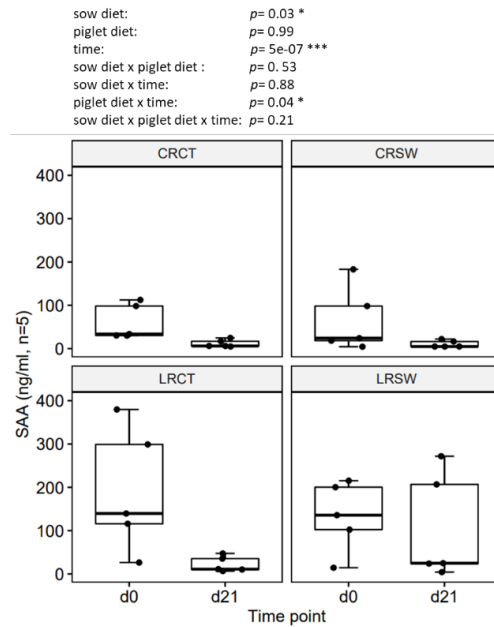 sow diet: p= 0.03 *
piglet diet: p= 0.99
time: p= 5e-07 ***
sow diet x piglet diet : p= 0. 53
sow diet x time: p= 0.88
piglet diet x time: p= 0.04 *
sow diet x piglet diet x time: p= 0.21
CRCT CRSW
400
300
200
100
0
LRCT LRSW
400
300
200
100
0
SAA (ng/ml, n=5)
d0 d21 d0 d21
Time point